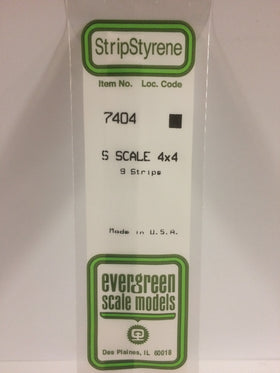 StripStyrene
Item No. Loc. Code
7404
S SCALE 4x4
9 Strips
Made in U.S.A.
evergreen
scale models
Des Plaines, IL 60018